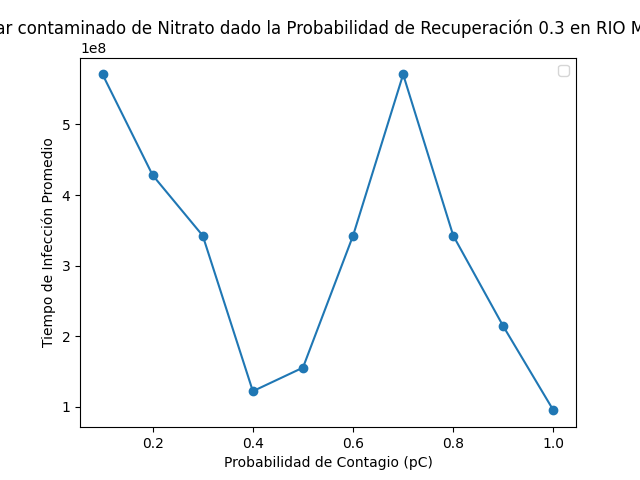 ar contaminado de Nitrato dado la Probabilidad de Recuperación 0.3 en RIO M
1e8
5
4
3
2
1
Tiempo de Infección Promedio
0.2 0.4 0.6 0.8 1.0
Probabilidad de Contagio (pC)